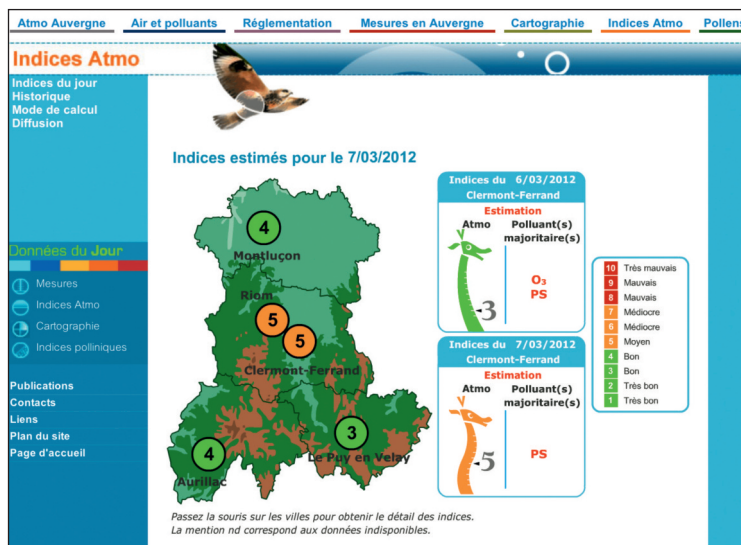 Atmo Auvergne Air et polluants Réglementation Mesures en Auvergne Cartographie Indices Atmo Pollens
Indices Atmo
Indices du jour
Historique
Mode de calcul
Diffusion
Données du Jour
Mesures
Indices Atmo
Cartographie
Indices polliniques
Publications
Contacts
Liens
Plan du site
Page d'accueil
Indices estimés pour le 7/03/2012
4
Montluçon
Riom
5
5
Clermont-Ferrand
3
Le Puy en Velay
4
Aurillac
Passez la souris sur les villes pour obtenir le détail des indices.
La mention nd correspond aux données indisponibles.
Indices du 6/03/2012
Clermont-Ferrand
Estimation
Atmo Polluant(s)
majoritaire(s)
O₃
PS
3
Indices du 7/03/2012
Clermont-Ferrand
Estimation
Atmo Polluant(s)
majoritaire(s)
PS
5
10 Très mauvais
9 Mauvais
8 Mauvais
7 Médiocre
6 Médiocre
5 Moyen
4 Bon
3 Bon
2 Très bon
1 Très bon